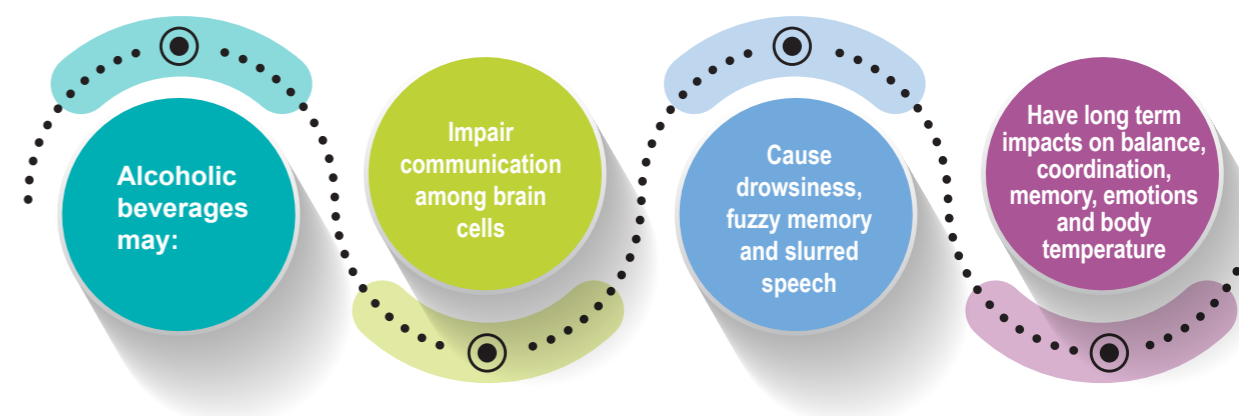 Alcoholic
beverages
may:
Impair
communication
among brain
cells
Cause
drowsiness,
fuzzy memory
and slurred
speech
Have long term
impacts on balance,
coordination,
memory, emotions
and body
temperature